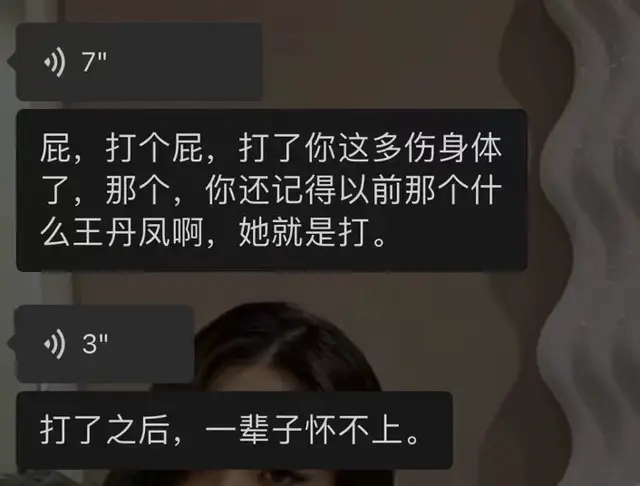 7"
屁，打个屁，打了你这多伤身体
了，那个，你还记得以前那个什
么王丹凤啊，她就是打。
3"
打了之后，一辈子怀不上。